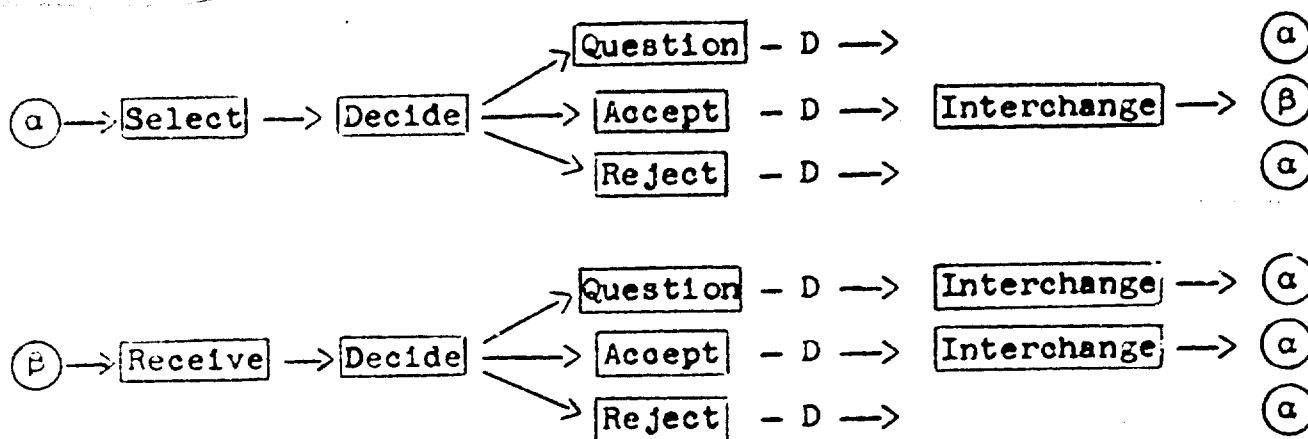 Question – D —> α
α —> Select —> Decide Accept – D —> Interchange —> β
Reject – D —> α
Question – D —> Interchange —> α
β —> Receive —> Decide Accept – D —> Interchange —> α
Reject – D —> α